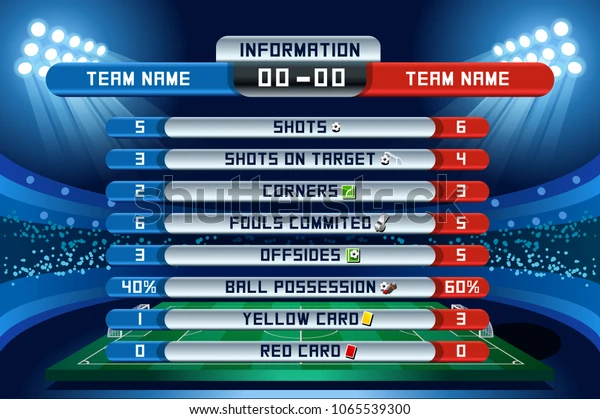 INFORMATION
TEAM NAME 00-00 TEAM NAME
5 SHOTS 6
3 SHOTS ON TARGET 4
2 CORNERS 3
6 FOULS COMMITED 5
3 OFFSIDES 5
40% BALL POSSESSION 60%
1 YELLOW CARD 3
0 RED CARD 0
shutterstock
shutterstock.com · 1065539300